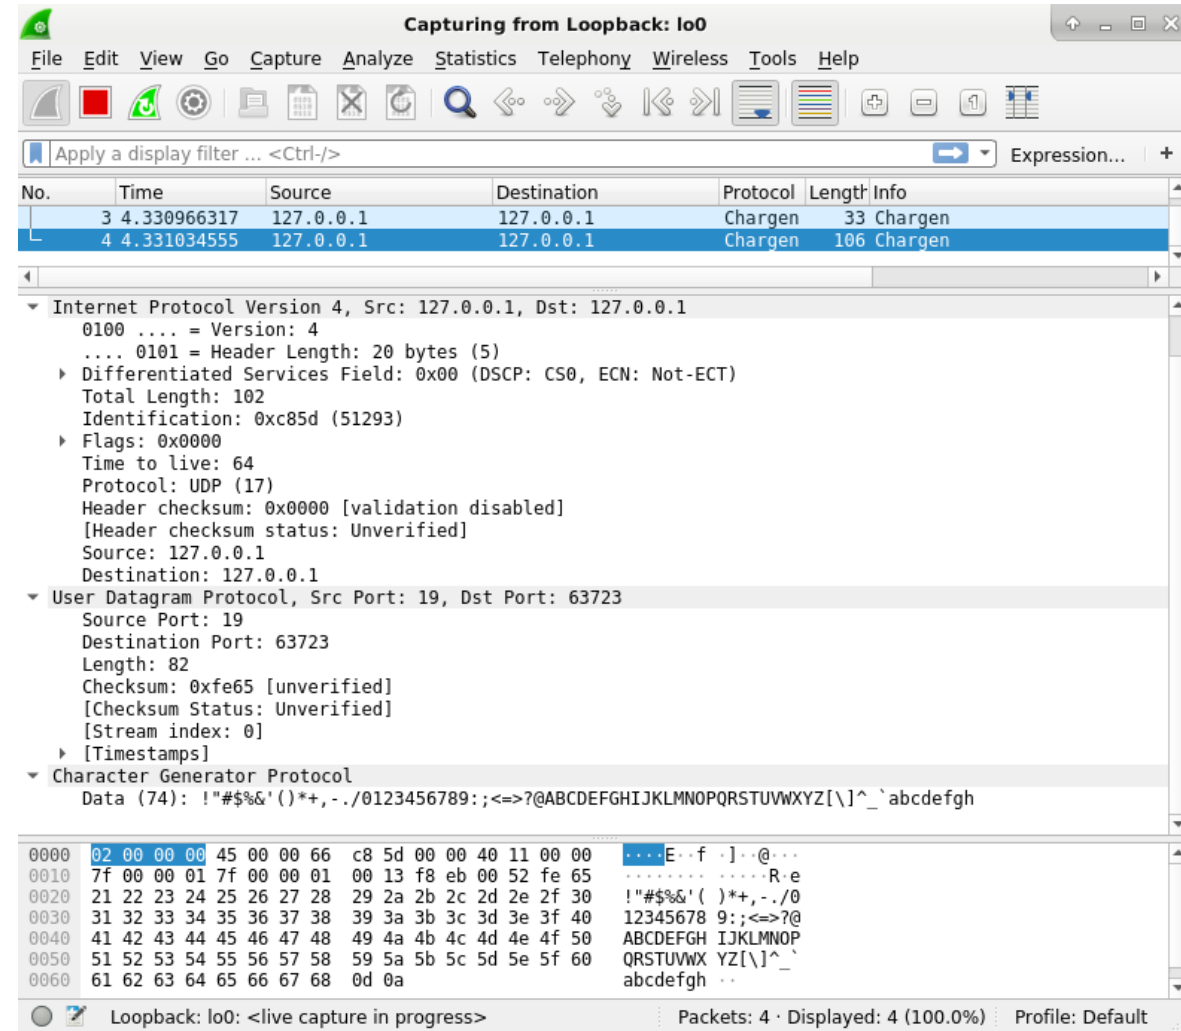 Capturing from Loopback: lo0
File Edit View Go Capture Analyze Statistics Telephony Wireless Tools Help
Apply a display filter ... <Ctrl-/> Expression... +
No. Time Source Destination Protocol Length Info
3 4.330966317 127.0.0.1 127.0.0.1 Chargen 33 Chargen
4 4.331034555 127.0.0.1 127.0.0.1 Chargen 106 Chargen
Internet Protocol Version 4, Src: 127.0.0.1, Dst: 127.0.0.1
0100 .... = Version: 4
.... 0101 = Header Length: 20 bytes (5)
Differentiated Services Field: 0x00 (DSCP: CS0, ECN: Not-ECT)
Total Length: 102
Identification: 0xc85d (51293)
Flags: 0x0000
Time to live: 64
Protocol: UDP (17)
Header checksum: 0x0000 [validation disabled]
[Header checksum status: Unverified]
Source: 127.0.0.1
Destination: 127.0.0.1
User Datagram Protocol, Src Port: 19, Dst Port: 63723
Source Port: 19
Destination Port: 63723
Length: 82
Checksum: 0xfe65 [unverified]
[Checksum Status: Unverified]
[Stream index: 0]
[Timestamps]
Character Generator Protocol
Data (74): !"#$%&'()*+,-./0123456789:;<=>?@ABCDEFGHIJKLMNOPQRSTUVWXYZ[\]^_`abcdefgh
0000 02 00 00 00 45 00 00 66 c8 5d 00 00 40 11 00 00 ····E··f ·]··@···
0010 7f 00 00 01 7f 00 00 01 00 13 f8 eb 00 52 fe 65 ········ ·····R·e
0020 21 22 23 24 25 26 27 28 29 2a 2b 2c 2d 2e 2f 30 !"#$%&'( )*+,-./0
0030 31 32 33 34 35 36 37 38 39 3a 3b 3c 3d 3e 3f 40 12345678 9:;<=>?@
0040 41 42 43 44 45 46 47 48 49 4a 4b 4c 4d 4e 4f 50 ABCDEFGH IJKLMNOP
0050 51 52 53 54 55 56 57 58 59 5a 5b 5c 5d 5e 5f 60 QRSTUVWX YZ[\]^_`
0060 61 62 63 64 65 66 67 68 0d 0a abcdefgh ··
Loopback: lo0: <live capture in progress> Packets: 4 · Displayed: 4 (100.0%) Profile: Default